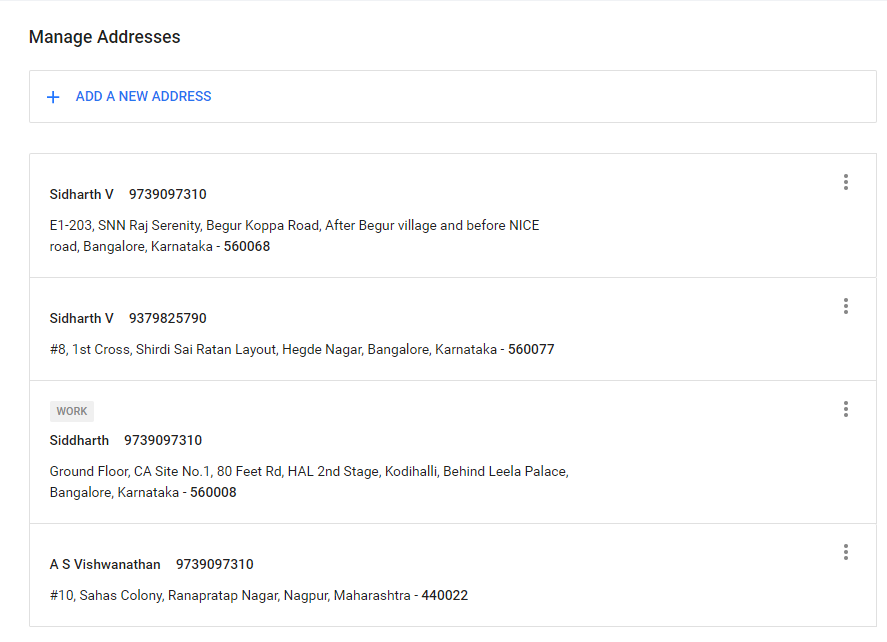 Manage Addresses
+ ADD A NEW ADDRESS
Sidharth V 9739097310
E1-203, SNN Raj Serenity, Begur Koppa Road, After Begur village and before NICE
road, Bangalore, Karnataka - 560068
Sidharth V 9379825790
#8, 1st Cross, Shirdi Sai Ratan Layout, Hegde Nagar, Bangalore, Karnataka - 560077
WORK
Siddharth 9739097310
Ground Floor, CA Site No.1, 80 Feet Rd, HAL 2nd Stage, Kodihalli, Behind Leela Palace,
Bangalore, Karnataka - 560008
A S Vishwanathan 9739097310
#10, Sahas Colony, Ranapratap Nagar, Nagpur, Maharashtra - 440022